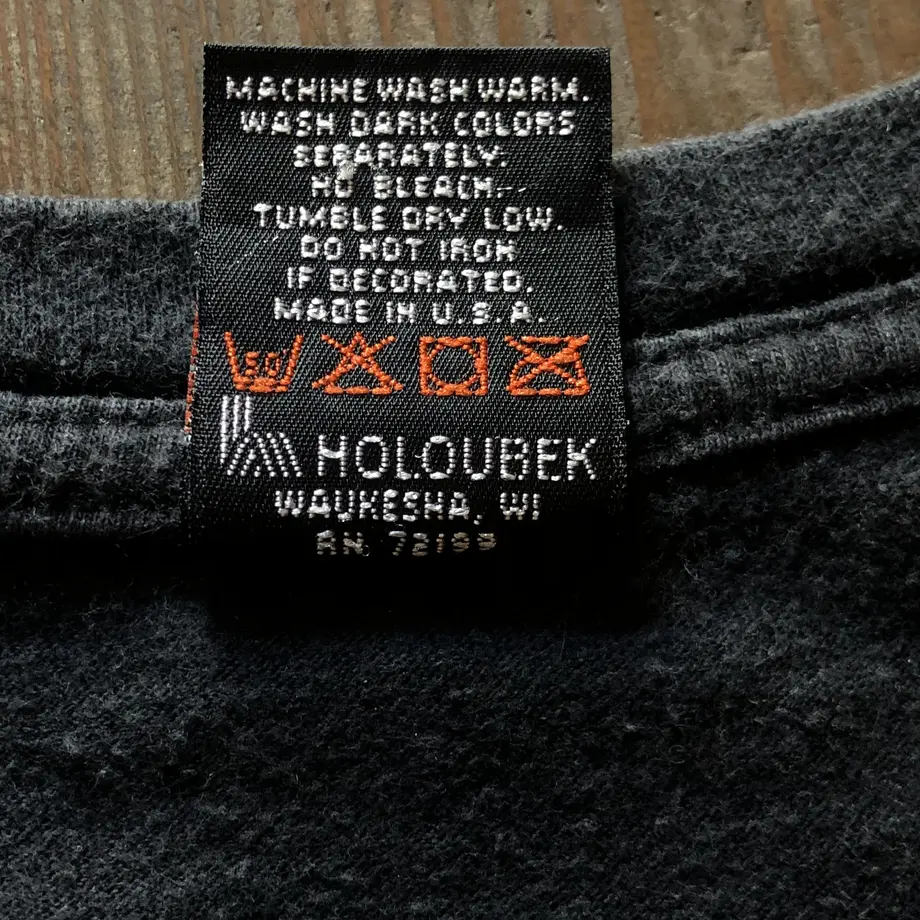 MACHINE WASH WARM.
WASH DARK COLORS
SEPARATELY.
NO BLEACH.
TUMBLE DRY LOW.
DO NOT IRON
IF DECORATED.
MADE IN U.S.A.
HOLOUBEK
WAUKESHA, WI
RN 72199